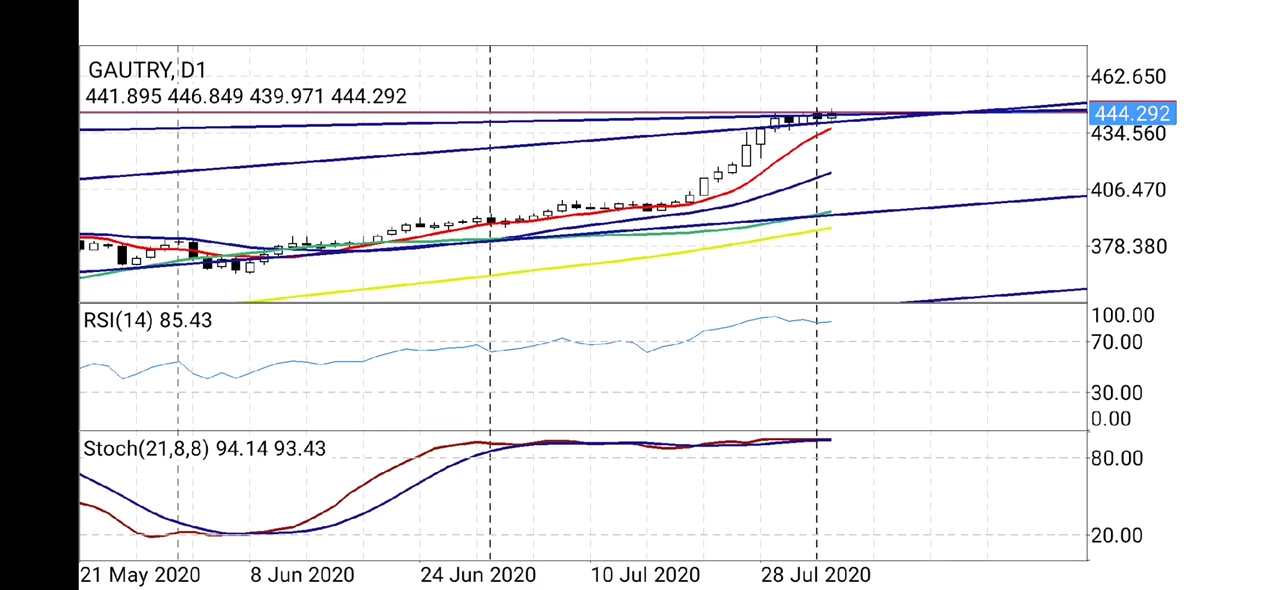 GAUTRY, D1
441.895 446.849 439.971 444.292
462.650
444.292
434.560
406.470
378.380
RSI(14) 85.43
100.00
70.00
30.00
0.00
Stoch(21,8,8) 94.14 93.43
80.00
20.00
21 May 2020 8 Jun 2020 24 Jun 2020 10 Jul 2020 28 Jul 2020